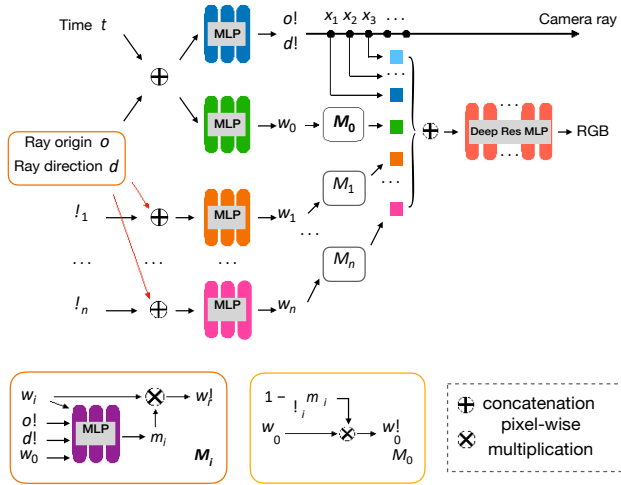 Time t
MLP
o!
d!
x₁ x₂ x₃ ...
Camera ray
...
MLP
w₀
M₀
Ray origin o
Ray direction d
Deep Res MLP
RGB
!₁
MLP
w₁
M₁
...
... ... ... ...
!ₙ
MLP
wₙ
Mₙ
wᵢ
o!
d!
w₀
MLP
mᵢ
wᵣ!
Mᵢ
1 − !ᵢ mᵢ
w₀
w₀!
M₀
concatenation
pixel-wise
multiplication